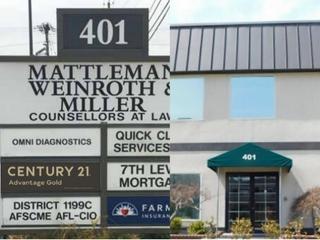 401
MATTLEMAN
WEINROTH &
MILLER
COUNSELLORS AT LAW
OMNI DIAGNOSTICS
QUICK CL
SERVICES
CENTURY 21
Advantage Gold
7TH LEV
MORTGA
DISTRICT 1199C
AFSCME AFL-CIO
FARM
INSURAN
401